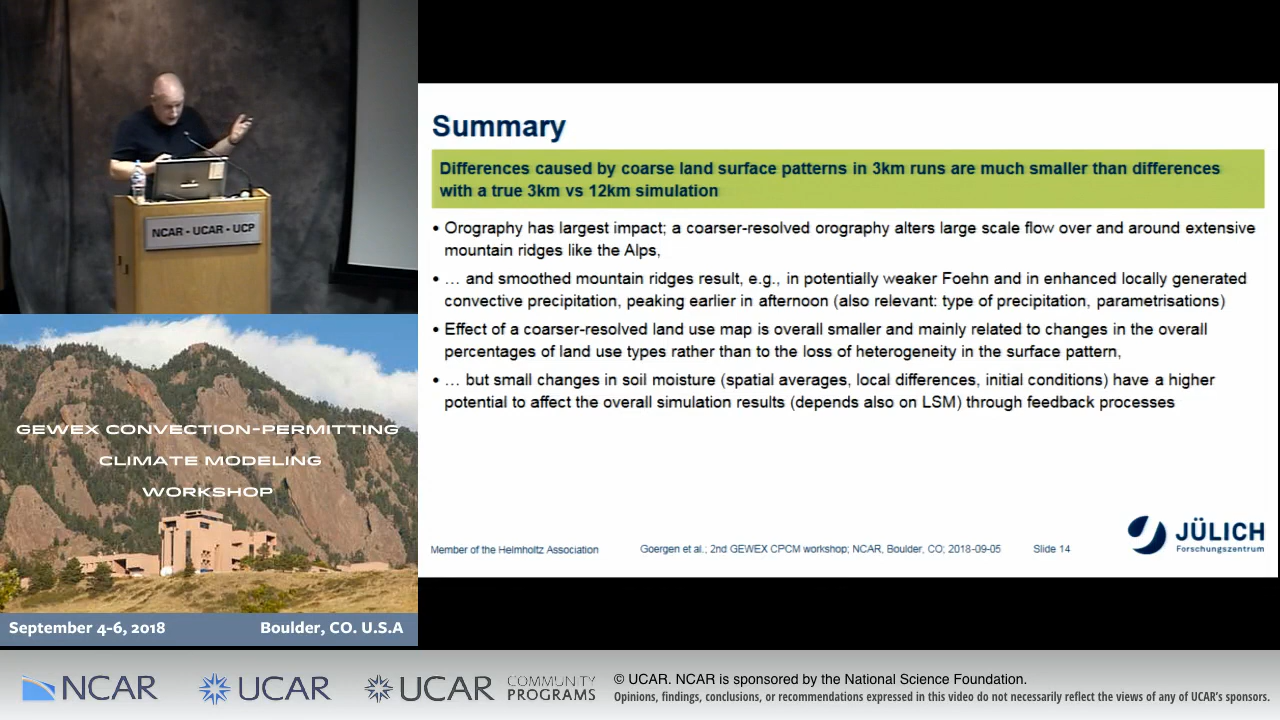 NCAR - UCAR - UCP
GEWEX CONVECTION-PERMITTING
CLIMATE MODELING
WORKSHOP
September 4-6, 2018
Boulder, CO. U.S.A
Summary
Differences caused by coarse land surface patterns in 3km runs are much smaller than differences
with a true 3km vs 12km simulation
• Orography has largest impact; a coarser-resolved orography alters large scale flow over and around extensive
mountain ridges like the Alps,
• … and smoothed mountain ridges result, e.g., in potentially weaker Foehn and in enhanced locally generated
convective precipitation, peaking earlier in afternoon (also relevant: type of precipitation, parametrisations)
• Effect of a coarser-resolved land use map is overall smaller and mainly related to changes in the overall
percentages of land use types rather than to the loss of heterogeneity in the surface pattern,
• … but small changes in soil moisture (spatial averages, local differences, initial conditions) have a higher
potential to affect the overall simulation results (depends also on LSM) through feedback processes
Member of the Helmholtz Association
Goergen et al.; 2nd GEWEX CPCM workshop; NCAR, Boulder, CO; 2018-09-05
Slide 14
JÜLICH
Forschungszentrum
NCAR
UCAR
UCAR
COMMUNITY
PROGRAMS
© UCAR. NCAR is sponsored by the National Science Foundation.
Opinions, findings, conclusions, or recommendations expressed in this video do not necessarily reflect the views of any of UCAR's sponsors.